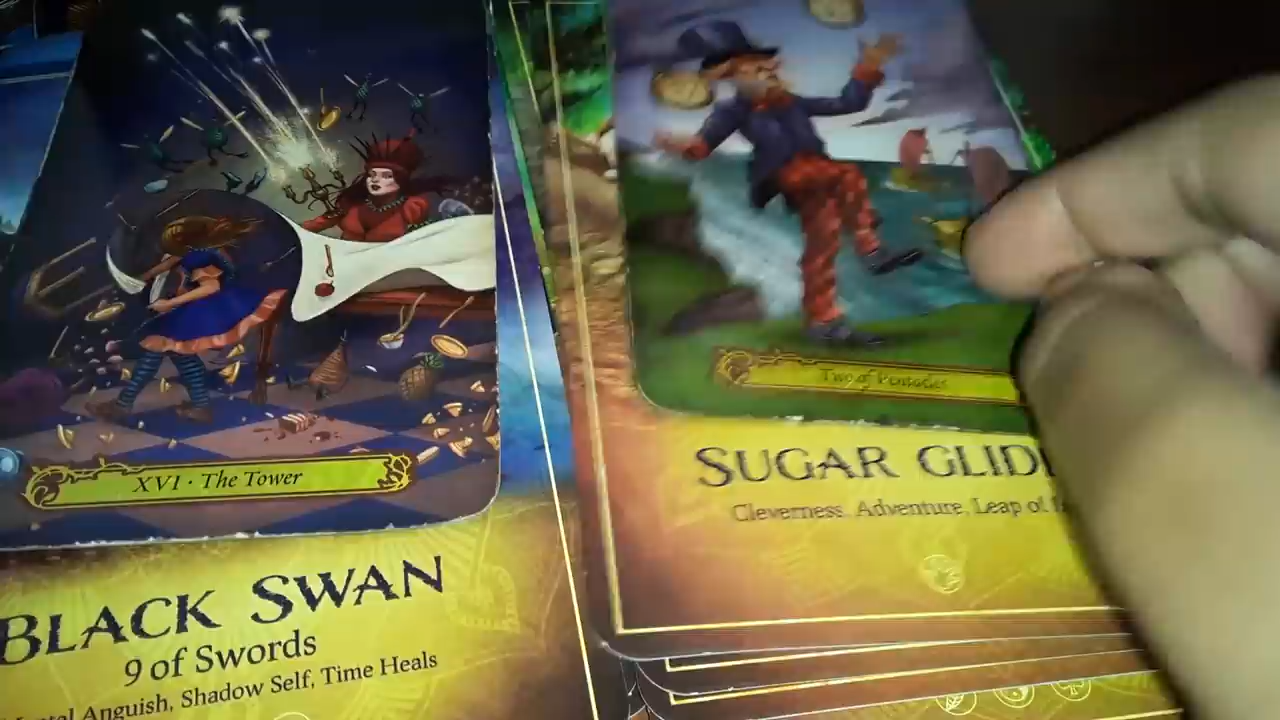 XVI · The Tower
BLACK SWAN
9 of Swords
Anguish, Shadow Self, Time Heals
Two of Pentacles
SUGAR GLID
Cleverness, Adventure, Leap of